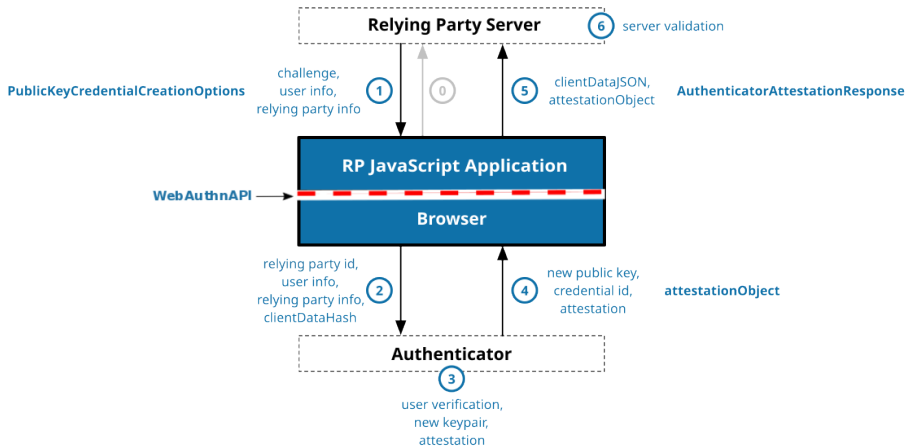 Relying Party Server
6
server validation
PublicKeyCredentialCreationOptions
challenge,
user info,
relying party info
1
0
5
clientDataJSON,
attestationObject
AuthenticatorAttestationResponse
RP JavaScript Application
WebAuthnAPI
Browser
relying party id,
user info,
relying party info,
clientDataHash
2
4
new public key,
credential id,
attestation
attestationObject
Authenticator
3
user verification,
new keypair,
attestation